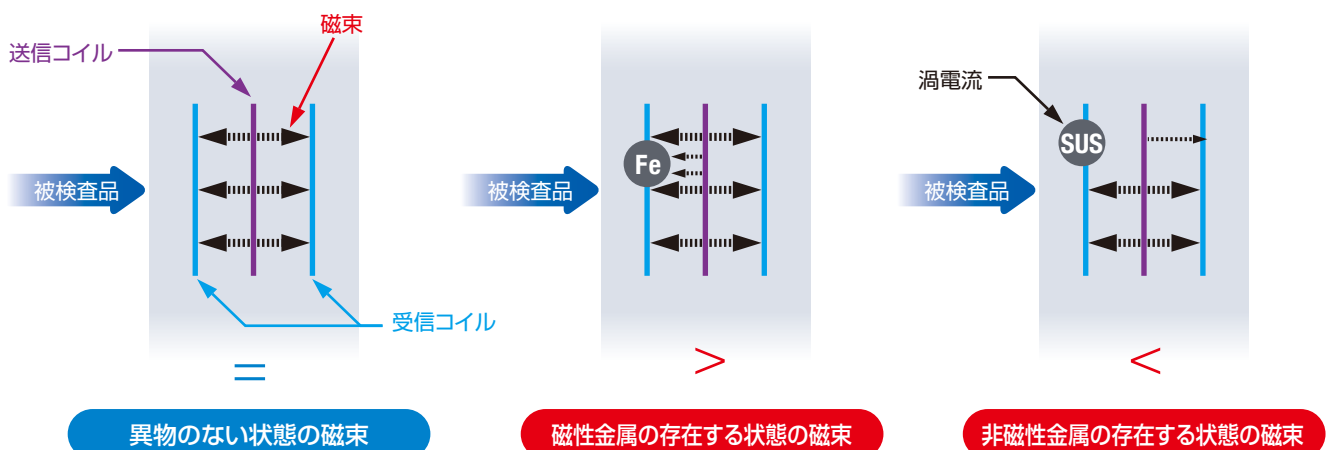 磁束
送信コイル
被検査品
受信コイル
=
異物のない状態の磁束
被検査品
Fe
>
磁性金属の存在する状態の磁束
渦電流
SUS
被検査品
<
非磁性金属の存在する状態の磁束